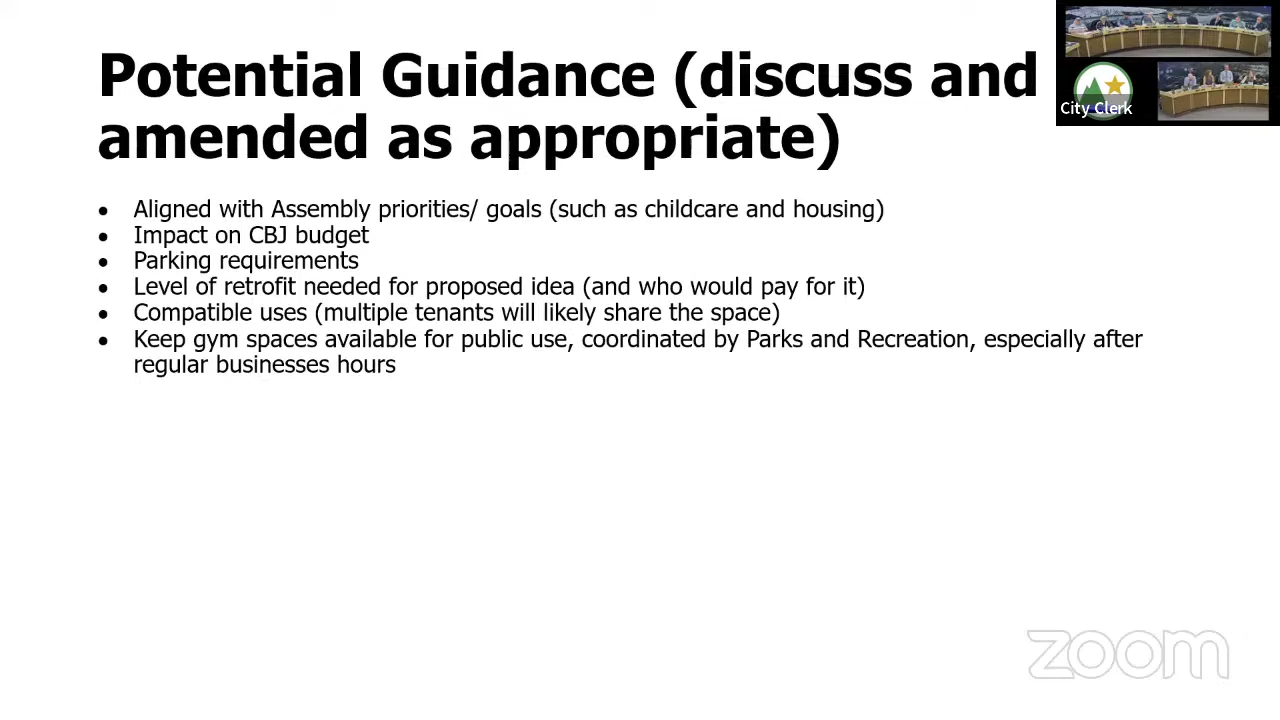 Potential Guidance (discuss and
amended as appropriate)
City Clerk
• Aligned with Assembly priorities/ goals (such as childcare and housing)
• Impact on CBJ budget
• Parking requirements
• Level of retrofit needed for proposed idea (and who would pay for it)
• Compatible uses (multiple tenants will likely share the space)
• Keep gym spaces available for public use, coordinated by Parks and Recreation, especially after
regular businesses hours
zoom